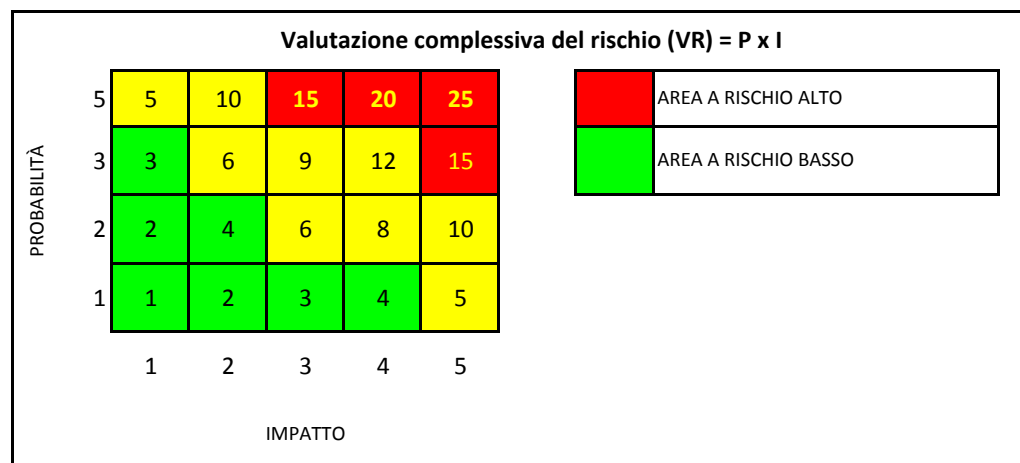 Valutazione complessiva del rischio (VR) = P x I
5 5 10 15 20 25
3 3 6 9 12 15
2 2 4 6 8 10
1 1 2 3 4 5
1 2 3 4 5
PROBABILITÀ
IMPATTO
AREA A RISCHIO ALTO
AREA A RISCHIO BASSO